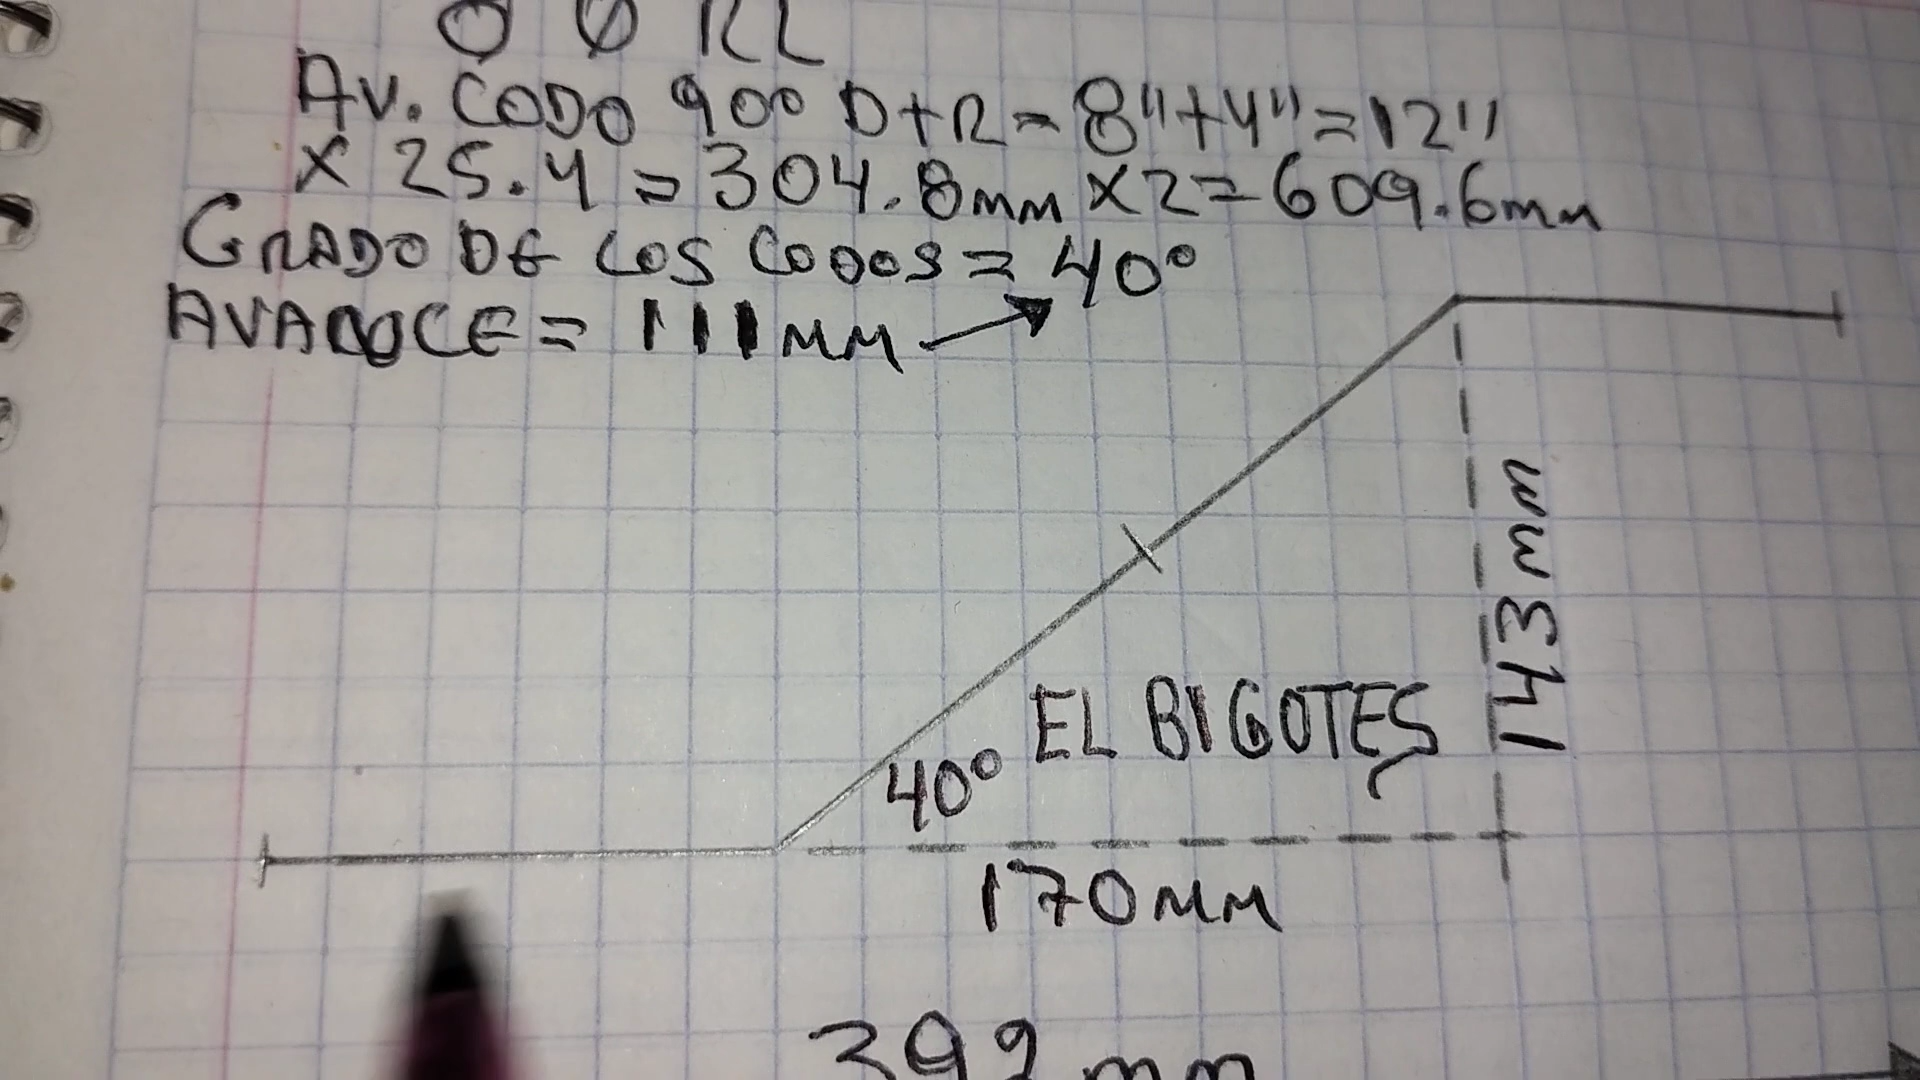 AV. CODO 90° D+R = 8"+4" = 12"
X 25.4 = 304.8mm X2 = 609.6mm
GRADO DE LOS CODOS = 40°
AVANCE = 111MM → 40°
143mm
EL BIGOTES
40°
170MM
392mm